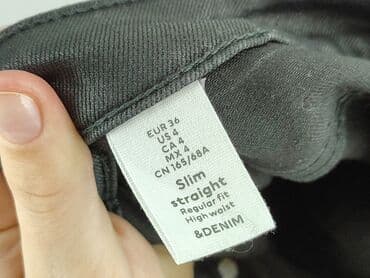 EUR 36
US 4
CA 4
MX 4
CN 165/68A
Slim
straight
Regular fit
High waist
&DENIM